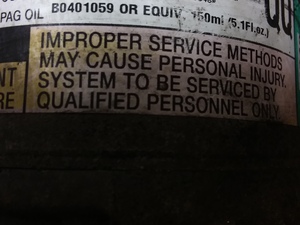 PAG OIL B0401059 OR EQUIV, 150ml (5.1Fl.oz.)
IMPROPER SERVICE METHODS
MAY CAUSE PERSONAL INJURY.
SYSTEM TO BE SERVICED BY
QUALIFIED PERSONNEL ONLY